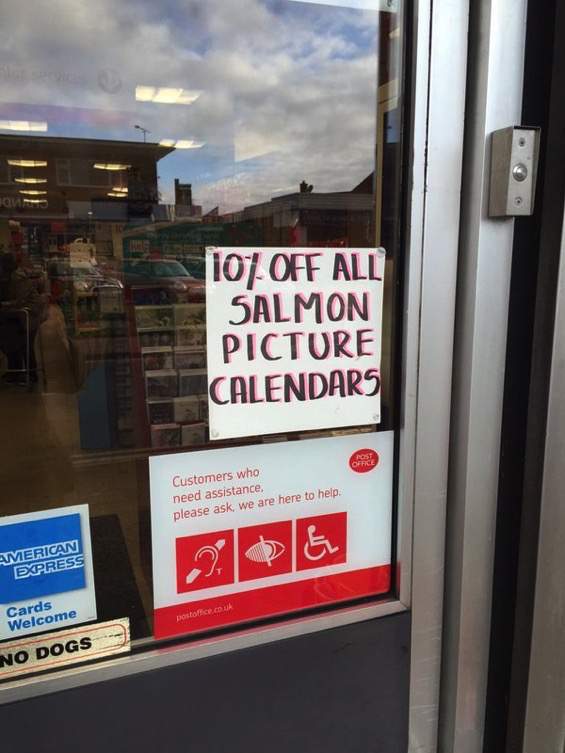 10% OFF ALL
SALMON
PICTURE
CALENDARS
POST
OFFICE
Customers who
need assistance,
please ask, we are here to help.
T
postoffice.co.uk
AMERICAN
EXPRESS
Cards
Welcome
NO DOGS